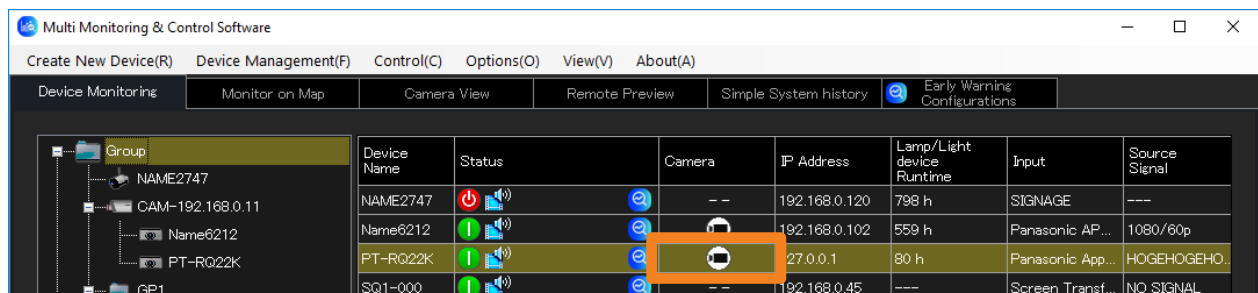 Multi Monitoring & Control Software
Create New Device(R) Device Management(F) Control(C) Options(O) View(V) About(A)
Device Monitoring Monitor on Map Camera View Remote Preview Simple System history Early Warning
Configurations
Group
NAME2747
CAM-192.168.0.11
Name6212
PT-RQ22K
GP1
Device
Name
Status Camera IP Address Lamp/Light
device
Runtime
Input Source
Signal
NAME2747 -- 192.168.0.120 798 h SIGNAGE ---
Name6212 192.168.0.102 559 h Panasonic AP... 1080/60p
PT-RQ22K 27.0.0.1 80 h Panasonic App... HOGEHOGEHO...
SQ1-000 -- 192.168.0.45 --- Screen Transf... NO SIGNAL